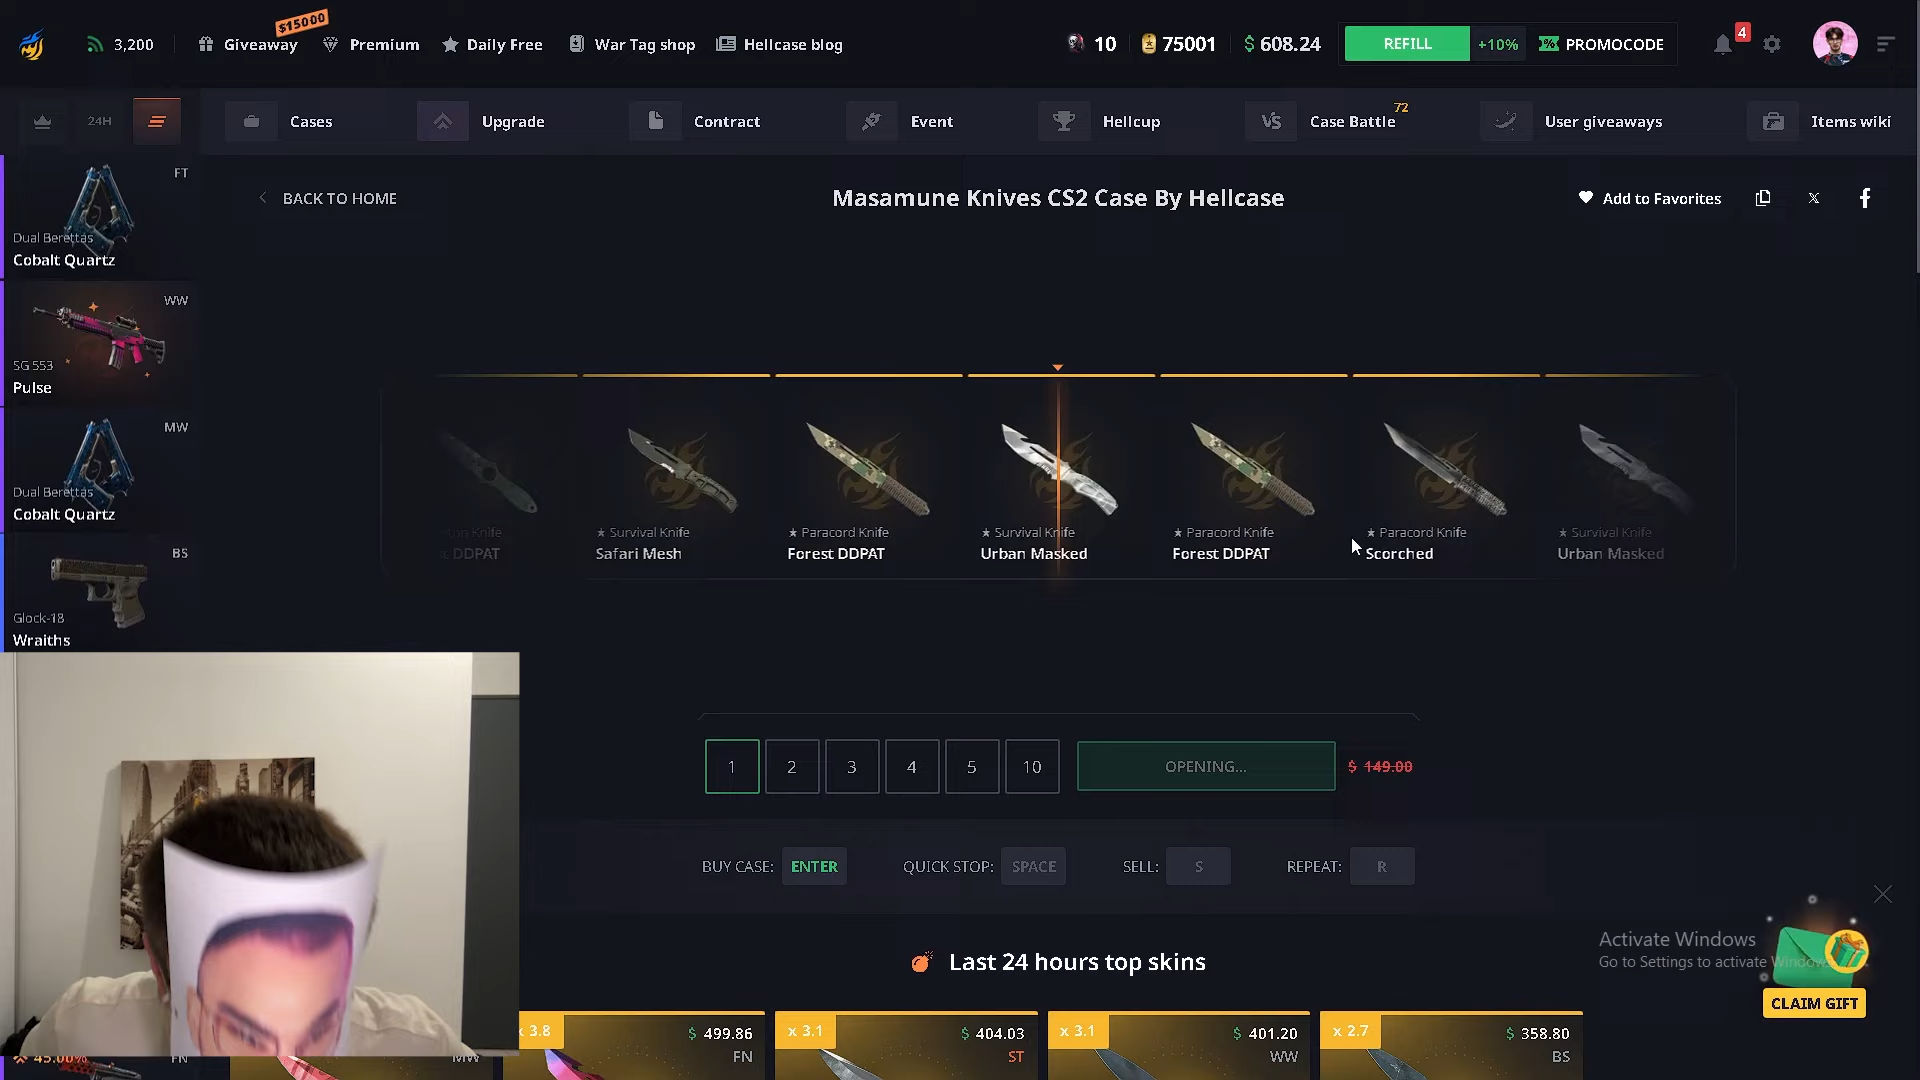 $15000
3,200
Giveaway
Premium
Daily Free
War Tag shop
Hellcase blog
10
75001
$ 608.24
REFILL
+10%
PROMOCODE
4
24H
Cases
Upgrade
Contract
Event
Hellcup
VS
Case Battle
72
User giveaways
Items wiki
FT
Dual Berettas
Cobalt Quartz
WW
SG 553
Pulse
MW
Dual Berettas
Cobalt Quartz
BS
Glock-18
Wraiths
BACK TO HOME
Masamune Knives CS2 Case By Hellcase
Add to Favorites
Knife
DDPAT
★ Survival Knife
Safari Mesh
★ Paracord Knife
Forest DDPAT
★ Survival Knife
Urban Masked
★ Paracord Knife
Forest DDPAT
★ Paracord Knife
Scorched
★ Survival Knife
Urban Masked
1
2
3
4
5
10
OPENING...
$ 149.00
BUY CASE: ENTER
QUICK STOP: SPACE
SELL: S
REPEAT: R
Last 24 hours top skins
Activate Windows
Go to Settings to activate Windows.
CLAIM GIFT
45.00%
FN
MW
x 3.8
$ 499.86
FN
x 3.1
$ 404.03
ST
x 3.1
$ 401.20
WW
x 2.7
$ 358.80
BS